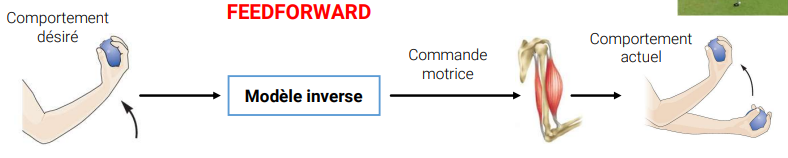 FEEDFORWARD
Comportement
désiré
Modèle inverse
Commande
motrice
Comportement
actuel